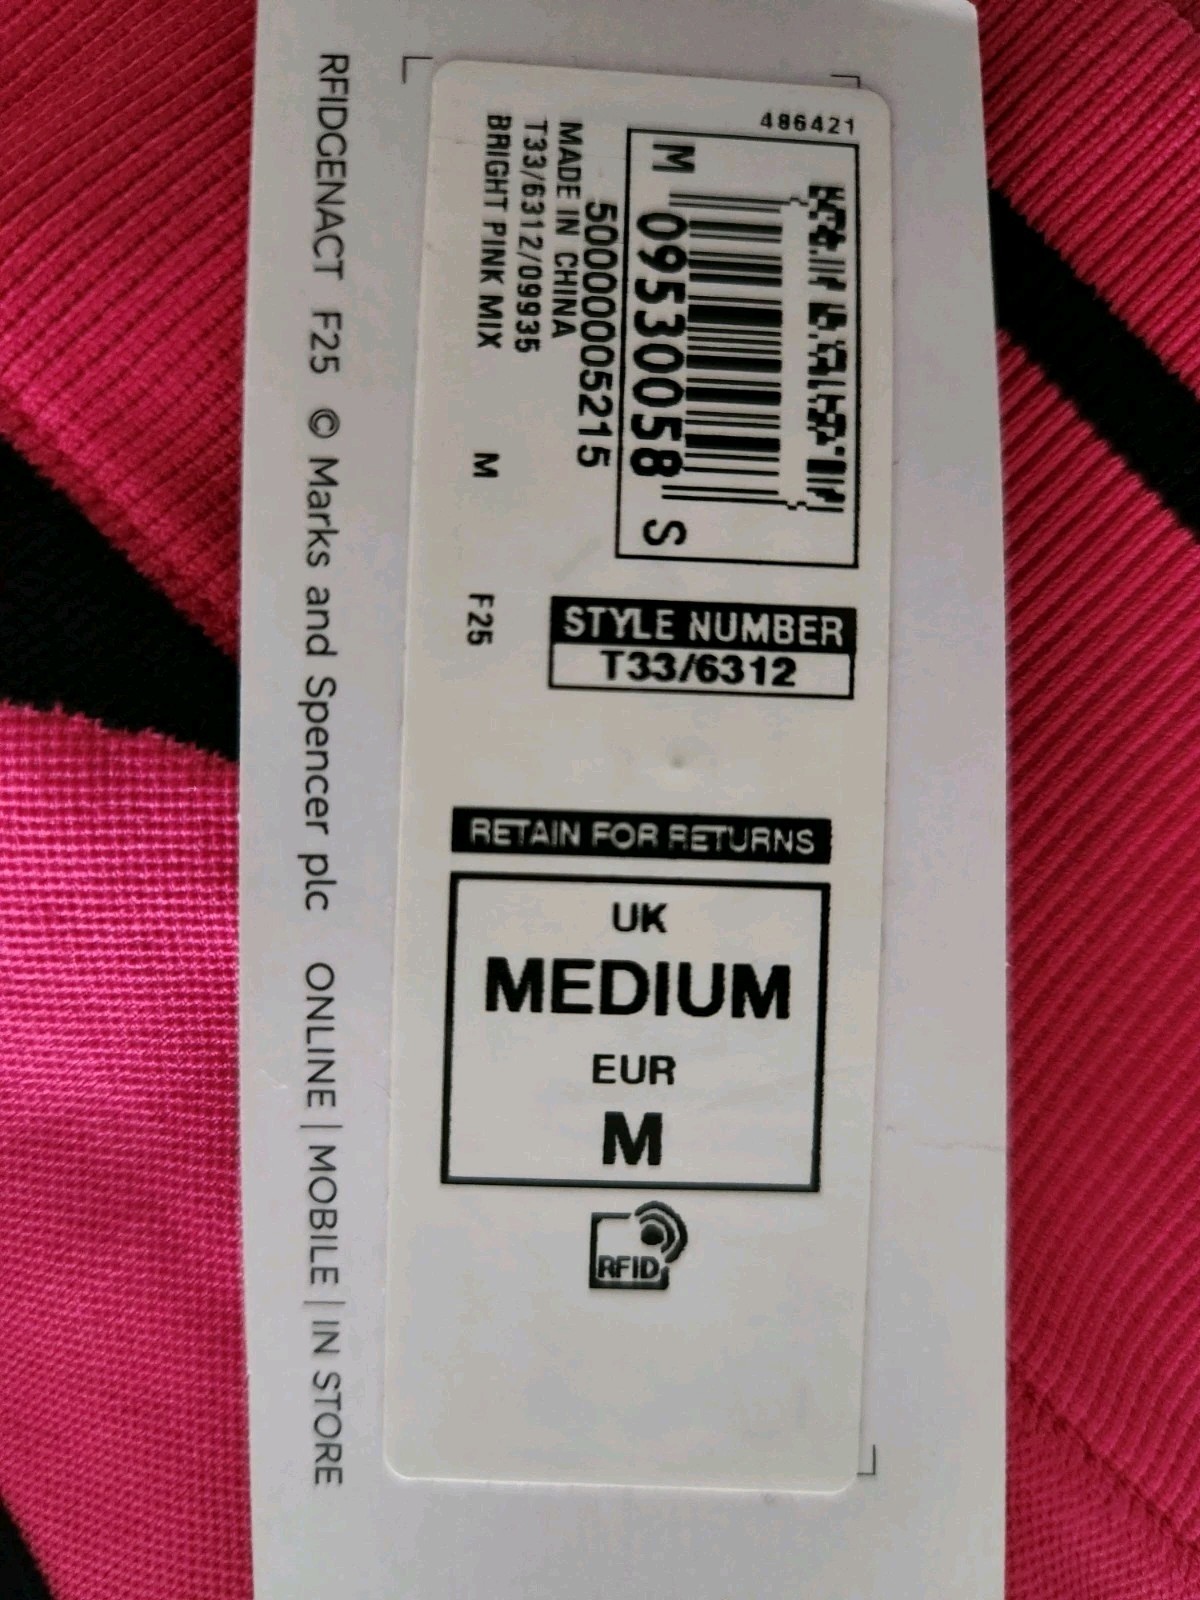 486421
M 09530058 S
5000000005215
MADE IN CHINA
T33/6312/09935
BRIGHT PINK MIX M F25
STYLE NUMBER
T33/6312
RETAIN FOR RETURNS
UK
MEDIUM
EUR
M
RFID
RFIDGENACT F25 © Marks and Spencer plc ONLINE | MOBILE | IN STORE